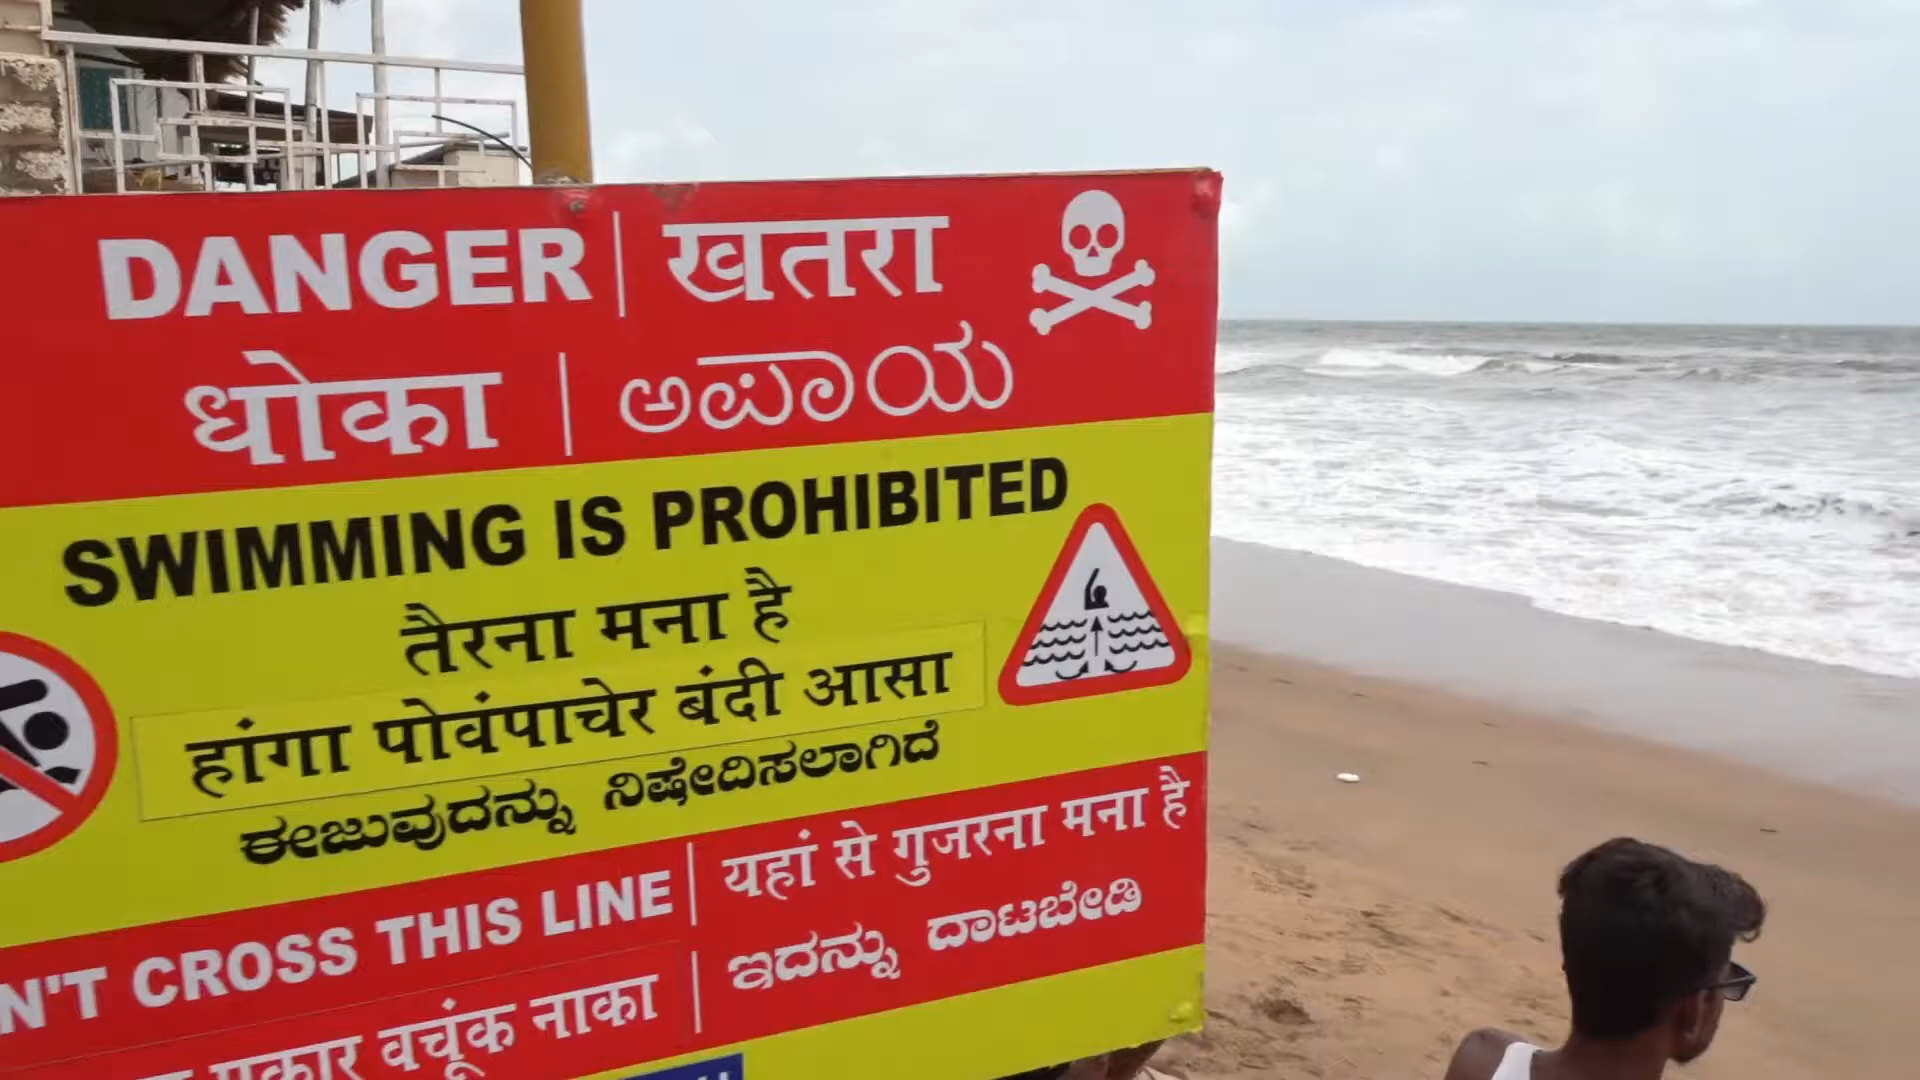 DANGER | खतरा
धोका | ಅಪಾಯ
SWIMMING IS PROHIBITED
तैरना मना है
हांगा पोवंपाचेर बंदी आसा
ಈಜುವುದನ್ನು ನಿಷೇದಿಸಲಾಗಿದೆ
CROSS THIS LINE | यहां से गुजरना मना है
वचूंक नाका | ಇದನ್ನು ದಾಟಬೇಡಿ